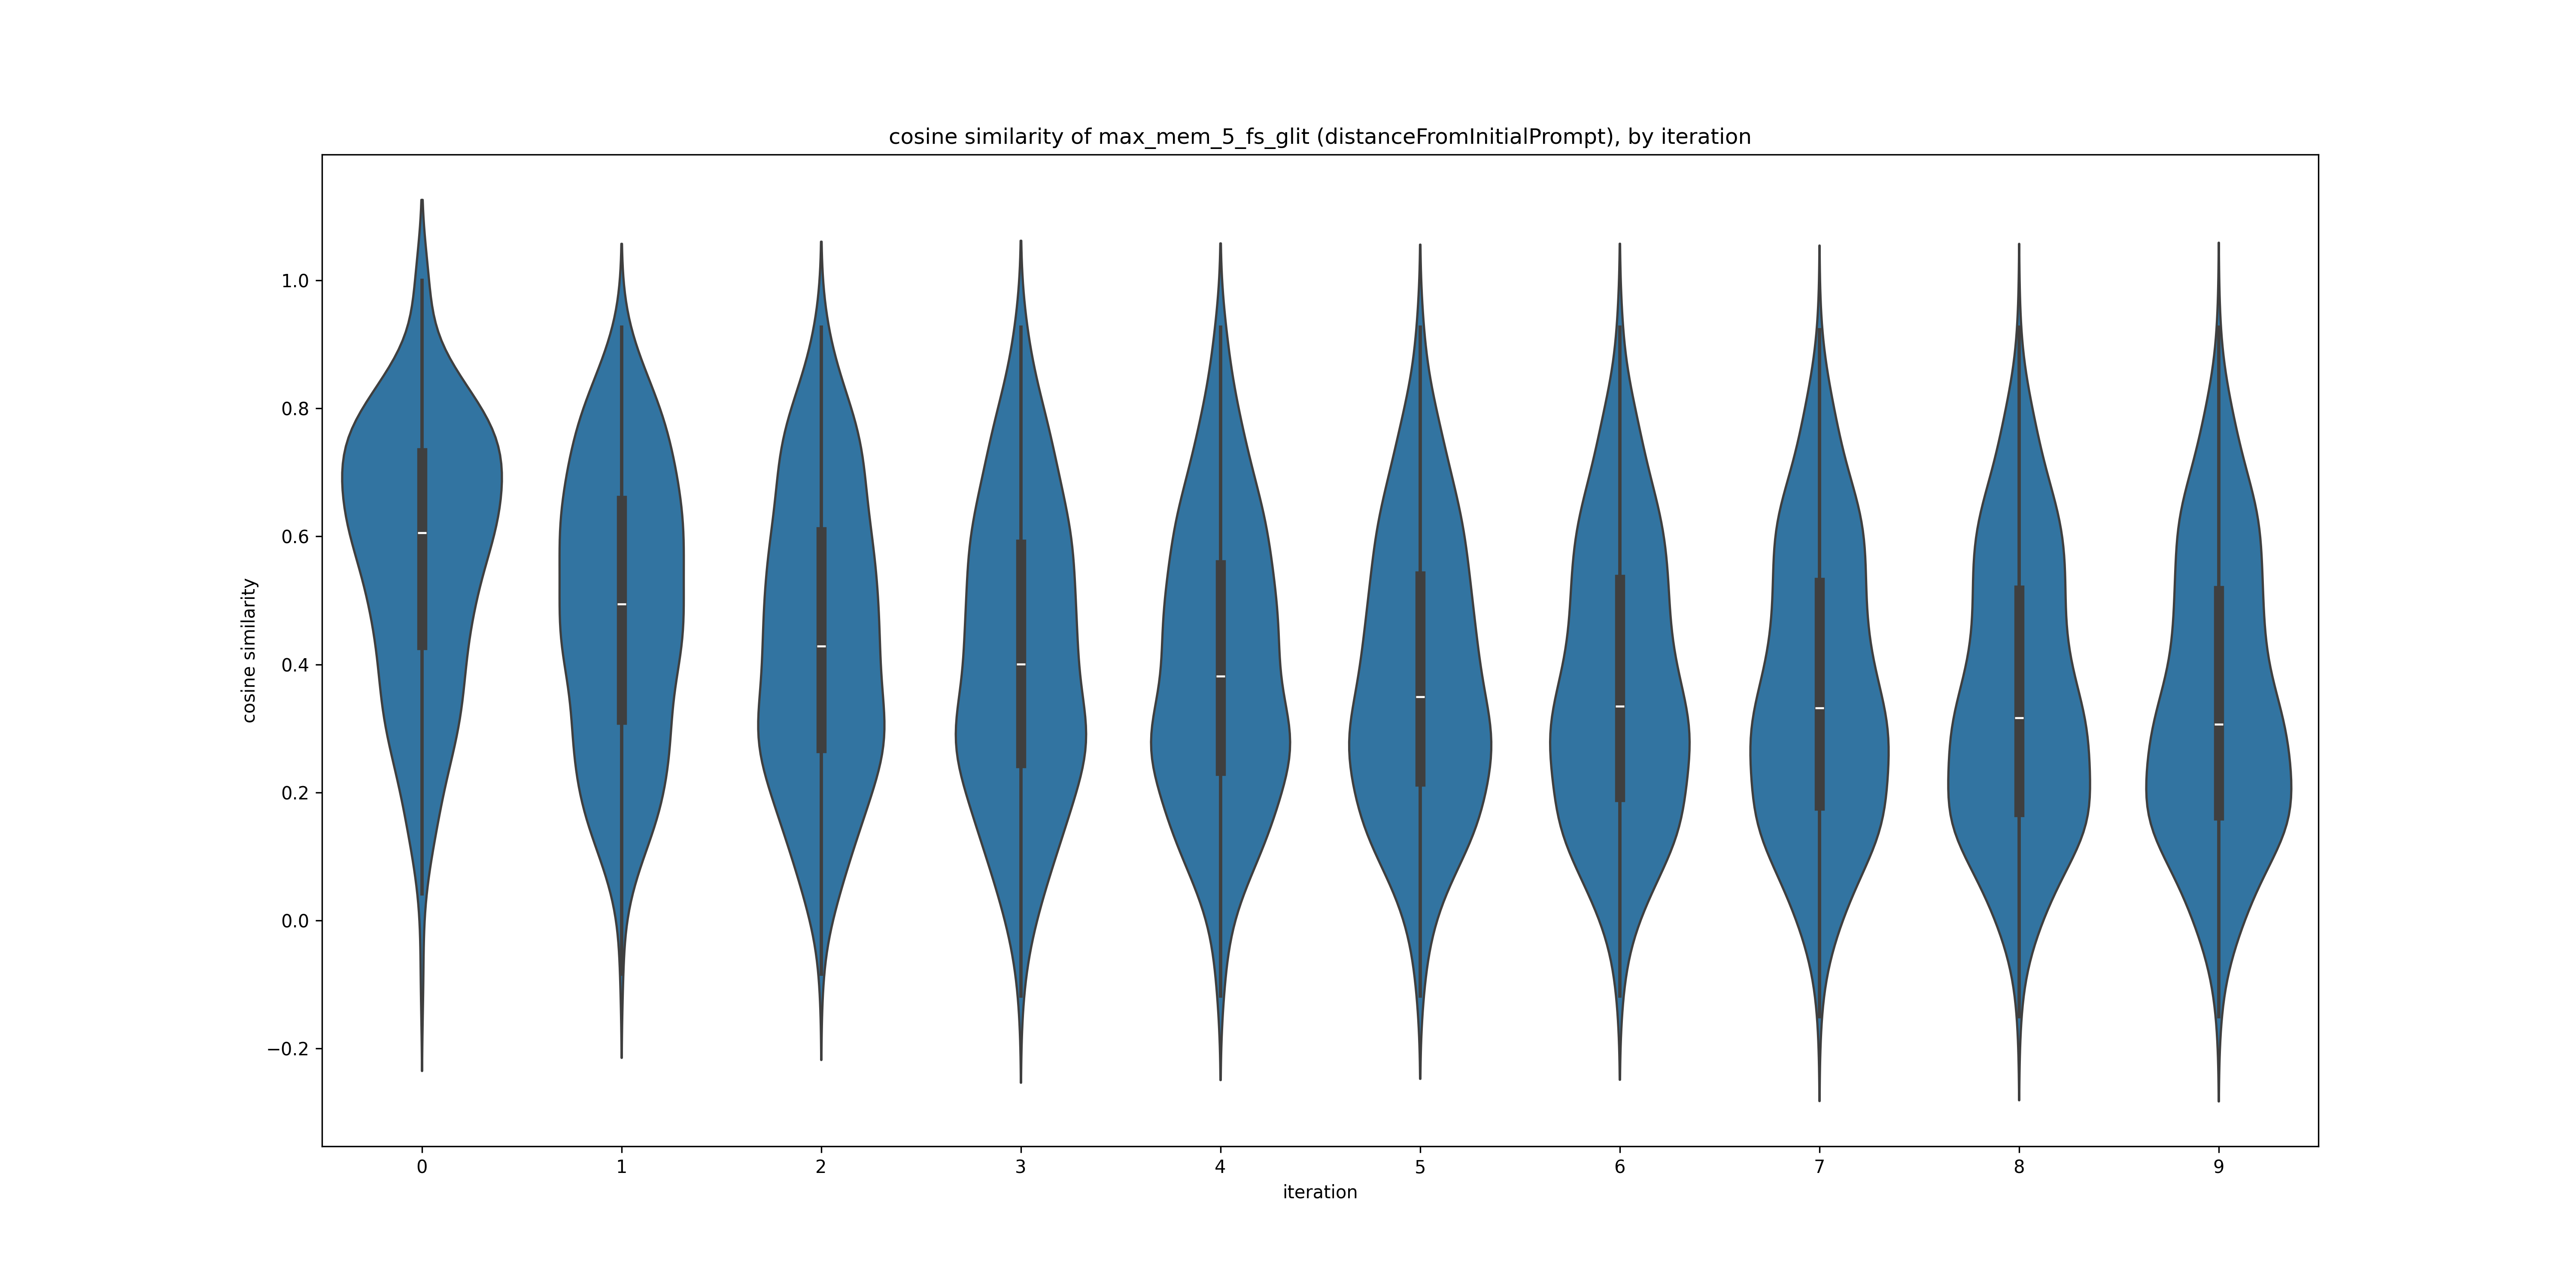 cosine similarity of max_mem_5_fs_glit (distanceFromInitialPrompt), by iteration
cosine similarity
1.0
0.8
0.6
0.4
0.2
0.0
−0.2
0 1 2 3 4 5 6 7 8 9
iteration